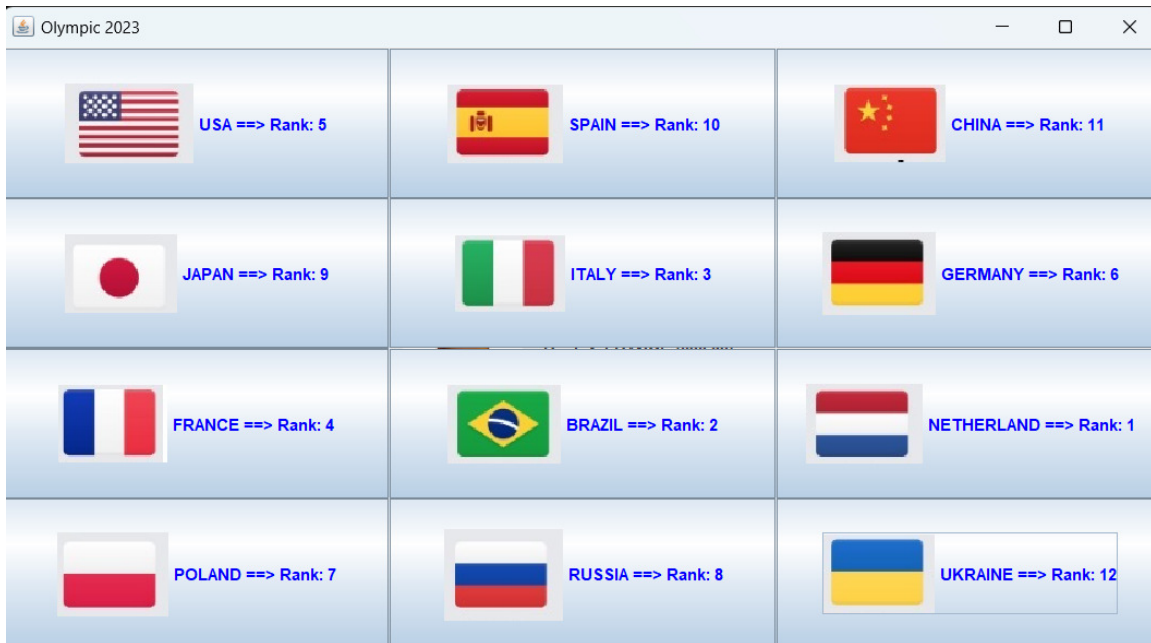 Olympic 2023
USA ==> Rank: 5
SPAIN ==> Rank: 10
CHINA ==> Rank: 11
JAPAN ==> Rank: 9
ITALY ==> Rank: 3
GERMANY ==> Rank: 6
FRANCE ==> Rank: 4
BRAZIL ==> Rank: 2
NETHERLAND ==> Rank: 1
POLAND ==> Rank: 7
RUSSIA ==> Rank: 8
UKRAINE ==> Rank: 12